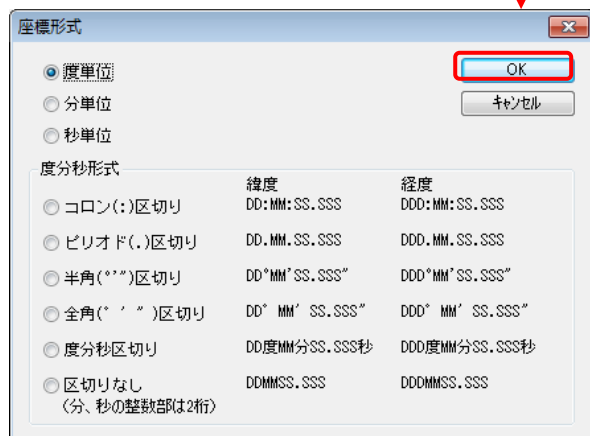 座標形式
度単位
OK
分単位
キャンセル
秒単位
度分秒形式
緯度 経度
コロン(:)区切り DD:MM:SS.SSS DDD:MM:SS.SSS
ピリオド(.)区切り DD.MM.SS.SSS DDD.MM.SS.SSS
半角(°'")区切り DD°MM'SS.SSS" DDD°MM'SS.SSS"
全角(°′″)区切り DD°MM′SS.SSS″ DDD°MM′SS.SSS″
度分秒区切り DD度MM分SS.SSS秒 DDD度MM分SS.SSS秒
区切りなし DDMMSS.SSS DDDMMSS.SSS
(分、秒の整数部は2桁)